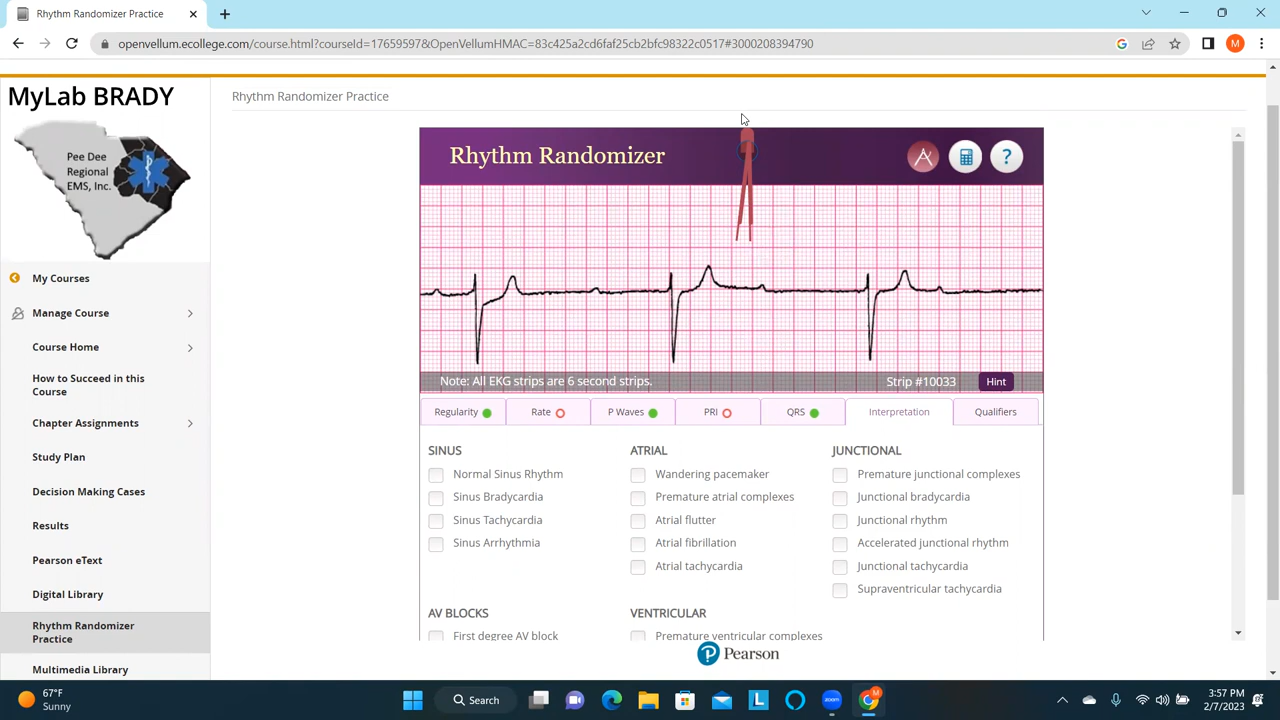 Rhythm Randomizer Practice
openvellum.ecollege.com/course.html?courseId=17659597&OpenVellumHMAC=f3c425a2cd6faf25cb2bfc98322c0517#3000208394790
M
MyLab BRADY
Pee Dee
Regional
EMS, Inc.
My Courses
Manage Course
Course Home
How to Succeed in this
Course
Chapter Assignments
Study Plan
Decision Making Cases
Results
Pearson eText
Digital Library
Rhythm Randomizer
Practice
Multimedia Library
Rhythm Randomizer Practice
Rhythm Randomizer
?
Note: All EKG strips are 6 second strips.
Strip #10033
Hint
Regularity
Rate
P Waves
PRI
QRS
Interpretation
Qualifiers
SINUS
Normal Sinus Rhythm
Sinus Bradycardia
Sinus Tachycardia
Sinus Arrhythmia
ATRIAL
Wandering pacemaker
Premature atrial complexes
Atrial flutter
Atrial fibrillation
Atrial tachycardia
JUNCTIONAL
Premature junctional complexes
Junctional bradycardia
Junctional rhythm
Accelerated junctional rhythm
Junctional tachycardia
Supraventricular tachycardia
AV BLOCKS
First degree AV block
VENTRICULAR
Premature ventricular complexes
Pearson
67°F
Sunny
Search
L
zoom
M
3:57 PM
2/7/2023